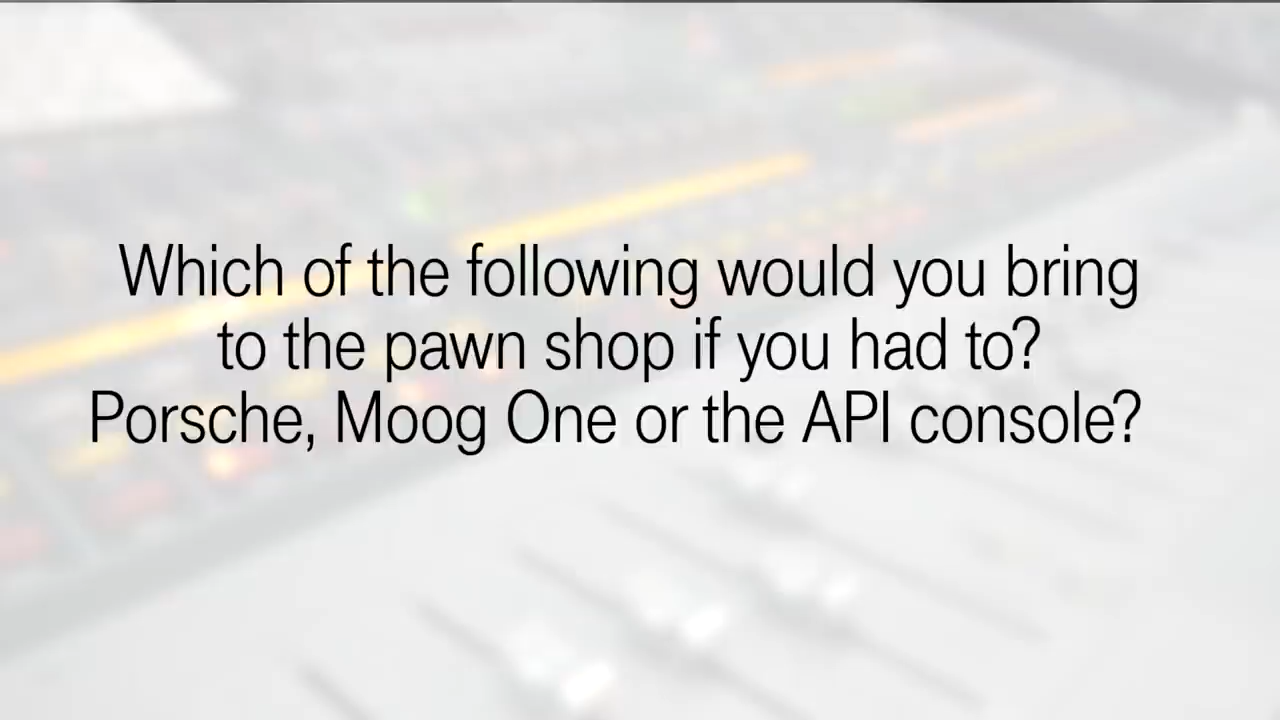 Which of the following would you bring
to the pawn shop if you had to?
Porsche, Moog One or the API console?